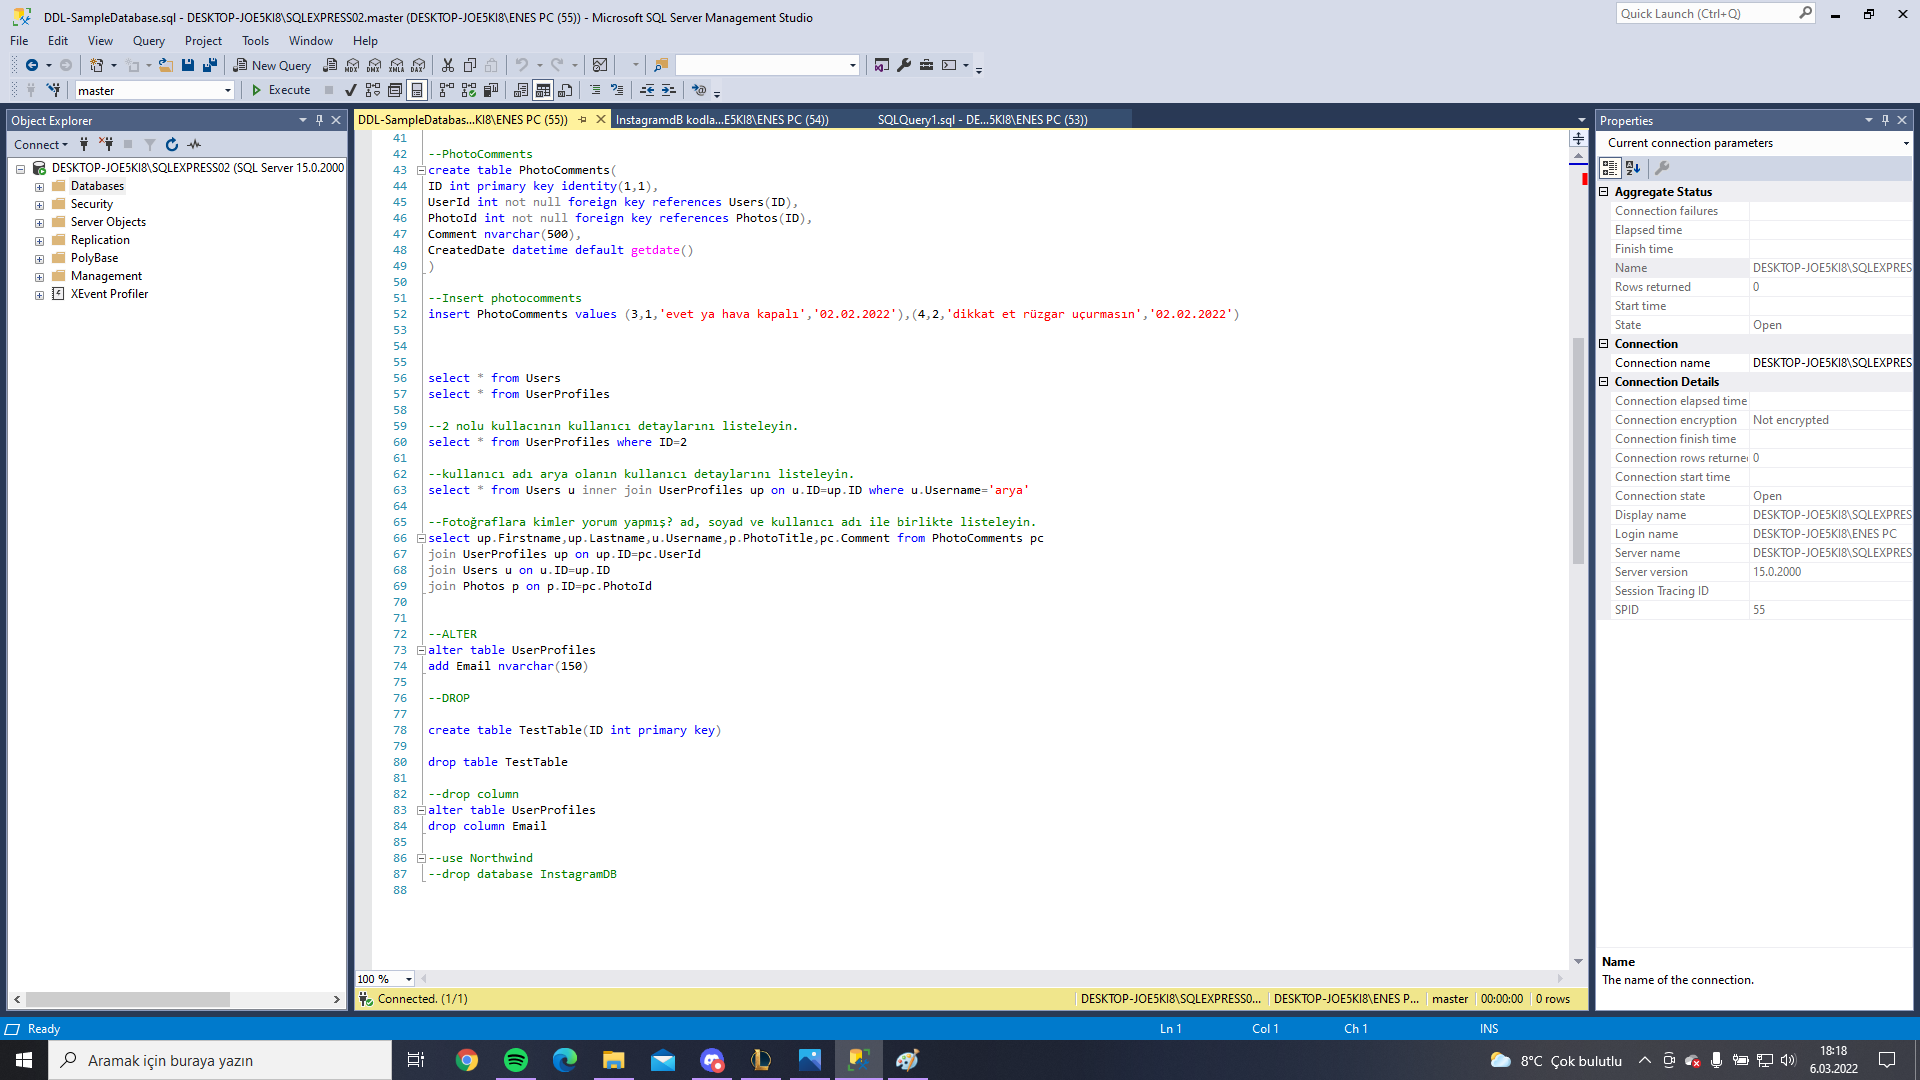 DDL-SampleDatabase.sql - DESKTOP-JOE5KI8\SQLEXPRESS02.master (DESKTOP-JOE5KI8\ENES PC (55)) - Microsoft SQL Server Management Studio
Quick Launch (Ctrl+Q)
File Edit View Query Project Tools Window Help
New Query
MDX DMX XMLA DAX
master
Execute
Object Explorer
Connect
DESKTOP-JOE5KI8\SQLEXPRESS02 (SQL Server 15.0.2000
Databases
Security
Server Objects
Replication
PolyBase
Management
XEvent Profiler
DDL-SampleDatabas...KI8\ENES PC (55)) InstagramdB kodla...E5KI8\ENES PC (54)) SQLQuery1.sql - DE...5KI8\ENES PC (53))
41
42 --PhotoComments
43 create table PhotoComments(
44 ID int primary key identity(1,1),
45 UserId int not null foreign key references Users(ID),
46 PhotoId int not null foreign key references Photos(ID),
47 Comment nvarchar(500),
48 CreatedDate datetime default getdate()
49 )
50
51 --Insert photocomments
52 insert PhotoComments values (3,1,'evet ya hava kapalı','02.02.2022'),(4,2,'dikkat et rüzgar uçurmasın','02.02.2022')
53
54
55
56 select * from Users
57 select * from UserProfiles
58
59 --2 nolu kullacının kullanıcı detaylarını listeleyin.
60 select * from UserProfiles where ID=2
61
62 --kullanıcı adı arya olanın kullanıcı detaylarını listeleyin.
63 select * from Users u inner join UserProfiles up on u.ID=up.ID where u.Username='arya'
64
65 --Fotoğraflara kimler yorum yapmış? ad, soyad ve kullanıcı adı ile birlikte listeleyin.
66 select up.Firstname,up.Lastname,u.Username,p.PhotoTitle,pc.Comment from PhotoComments pc
67 join UserProfiles up on up.ID=pc.UserId
68 join Users u on u.ID=up.ID
69 join Photos p on p.ID=pc.PhotoId
70
71
72 --ALTER
73 alter table UserProfiles
74 add Email nvarchar(150)
75
76 --DROP
77
78 create table TestTable(ID int primary key)
79
80 drop table TestTable
81
82 --drop column
83 alter table UserProfiles
84 drop column Email
85
86 --use Northwind
87 --drop database InstagramDB
88
100 %
Connected. (1/1) DESKTOP-JOE5KI8\SQLEXPRESS0... DESKTOP-JOE5KI8\ENES P... master 00:00:00 0 rows
Properties
Current connection parameters
Aggregate Status
Connection failures
Elapsed time
Finish time
Name DESKTOP-JOE5KI8\SQLEXPRES
Rows returned 0
Start time
State Open
Connection
Connection name DESKTOP-JOE5KI8\SQLEXPRES
Connection Details
Connection elapsed time
Connection encryption Not encrypted
Connection finish time
Connection rows returne 0
Connection start time
Connection state Open
Display name DESKTOP-JOE5KI8\SQLEXPRES
Login name DESKTOP-JOE5KI8\ENES PC
Server name DESKTOP-JOE5KI8\SQLEXPRES
Server version 15.0.2000
Session Tracing ID
SPID 55
Name
The name of the connection.
Ready Ln 1 Col 1 Ch 1 INS
Aramak için buraya yazın
8°C Çok bulutlu
18:18
6.03.2022